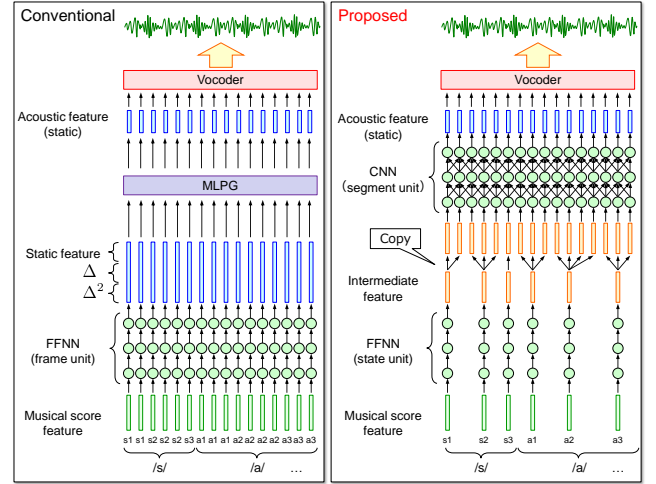 Conventional
Vocoder
Acoustic feature
(static)
MLPG
Static feature
Δ
Δ²
FFNN
(frame unit)
Musical score
feature
s1 s1 s2 s2 s2 s3 a1 a1 a1 a2 a2 a2 a2 a3 a3 a3
/s/ /a/ ...
Proposed
Vocoder
Acoustic feature
(static)
CNN
(segment unit)
Copy
Intermediate
feature
FFNN
(state unit)
Musical score
feature
s1 s2 s3 a1 a2 a3
/s/ /a/ ...